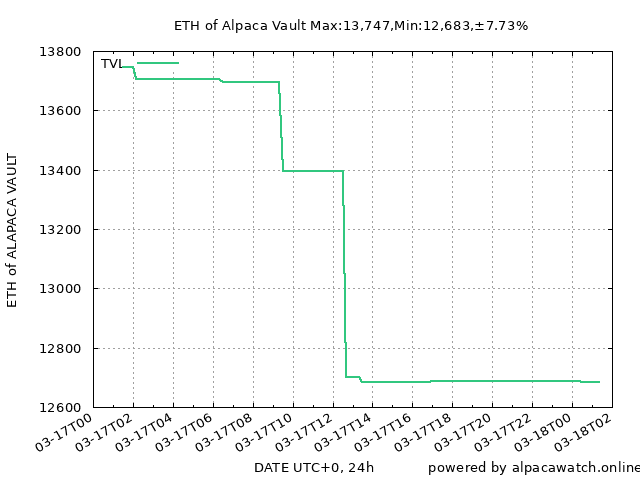 ETH of Alpaca Vault Max:13,747,Min:12,683,±7.73%
TVL
13800
13600
13400
13200
13000
12800
12600
ETH of ALAPACA VAULT
03-17T00
03-17T02
03-17T04
03-17T06
03-17T08
03-17T10
03-17T12
03-17T14
03-17T16
03-17T18
03-17T20
03-17T22
03-18T00
03-18T02
DATE UTC+0, 24h
powered by alpacawatch.online